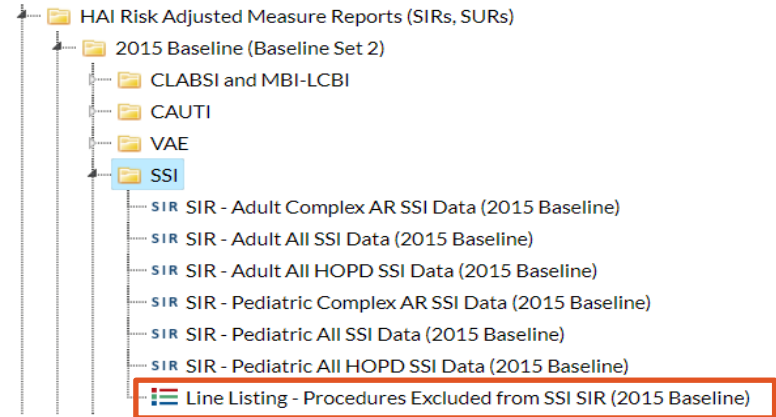 HAI Risk Adjusted Measure Reports (SIRs, SURs)
2015 Baseline (Baseline Set 2)
CLABSI and MBI-LCBI
CAUTI
VAE
SSI
SIR SIR - Adult Complex AR SSI Data (2015 Baseline)
SIR SIR - Adult All SSI Data (2015 Baseline)
SIR SIR - Adult All HOPD SSI Data (2015 Baseline)
SIR SIR - Pediatric Complex AR SSI Data (2015 Baseline)
SIR SIR - Pediatric All SSI Data (2015 Baseline)
SIR SIR - Pediatric All HOPD SSI Data (2015 Baseline)
Line Listing - Procedures Excluded from SSI SIR (2015 Baseline)